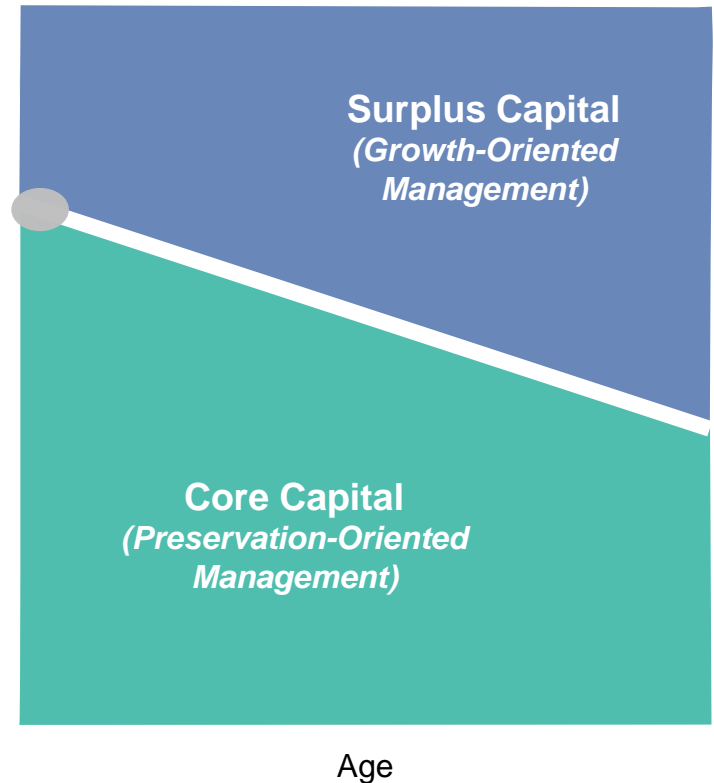 Surplus Capital
(Growth-Oriented
Management)
Core Capital
(Preservation-Oriented
Management)
Age